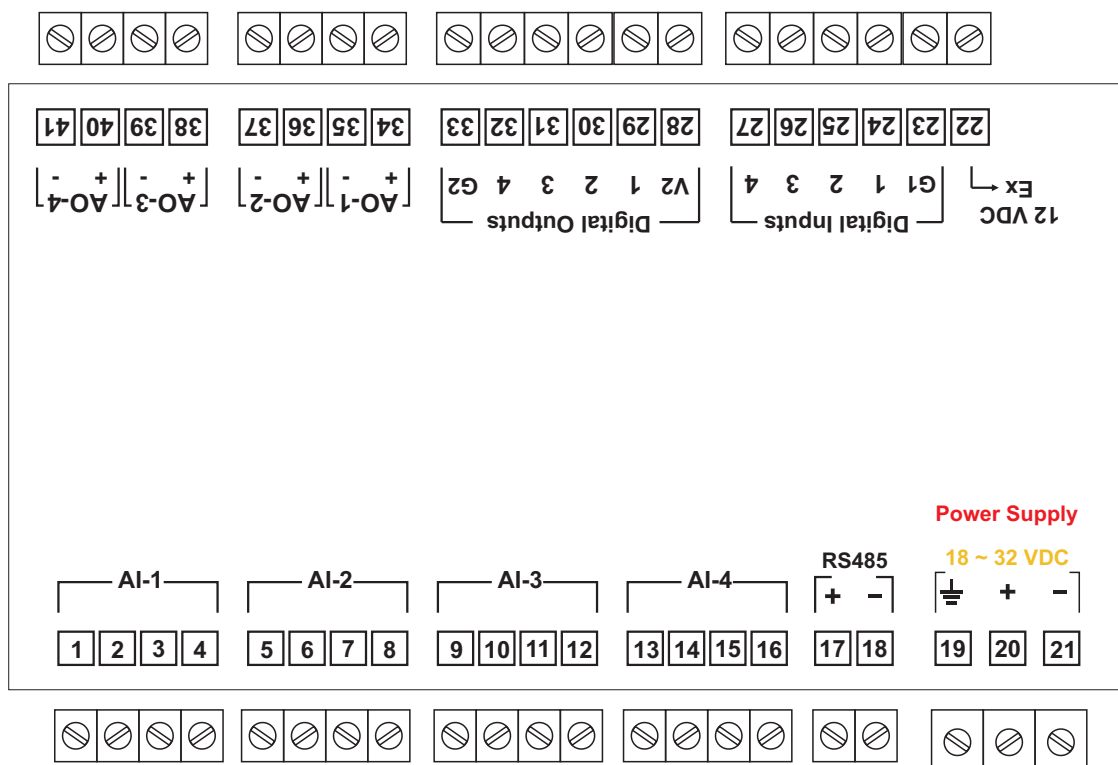 41 40 39 38 37 36 35 34 33 32 31 30 29 28 27 26 25 24 23 22
- + - + - + - + G2 4 3 2 1 V2 4 3 2 1 G1 Ex
AO-4 AO-3 AO-2 AO-1 Digital Outputs Digital Inputs 12 VDC
Power Supply
18 ~ 32 VDC
AI-1 AI-2 AI-3 AI-4 RS485
+ − + −
1 2 3 4 5 6 7 8 9 10 11 12 13 14 15 16 17 18 19 20 21